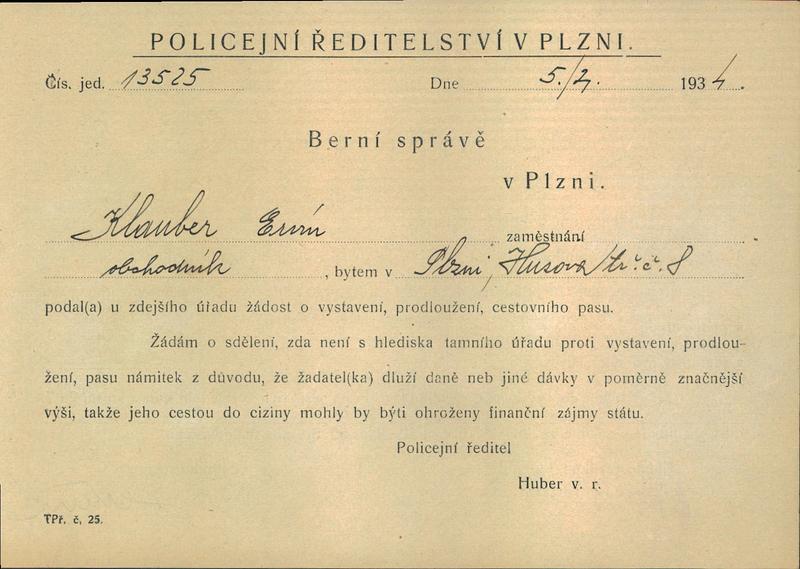 POLICEJNÍ ŘEDITELSTVÍ V PLZNI.
Čís. jed. 13525 Dne 5./2. 1934.
Berní správě
v Plzni.
Klauber Ervín zaměstnání
obchodník, bytem v Plzni, Husova tř. č. 8
podal(a) u zdejšího úřadu žádost o vystavení, prodloužení, cestovního pasu.
Žádám o sdělení, zda není s hlediska tamního úřadu proti vystavení, prodlou-
žení, pasu námitek z důvodu, že žadatel(ka) dluží daně neb jiné dávky v poměrně značnější
výši, takže jeho cestou do ciziny mohly by býti ohroženy finanční zájmy státu.
Policejní ředitel
Huber v. r.
TPř. č, 25.